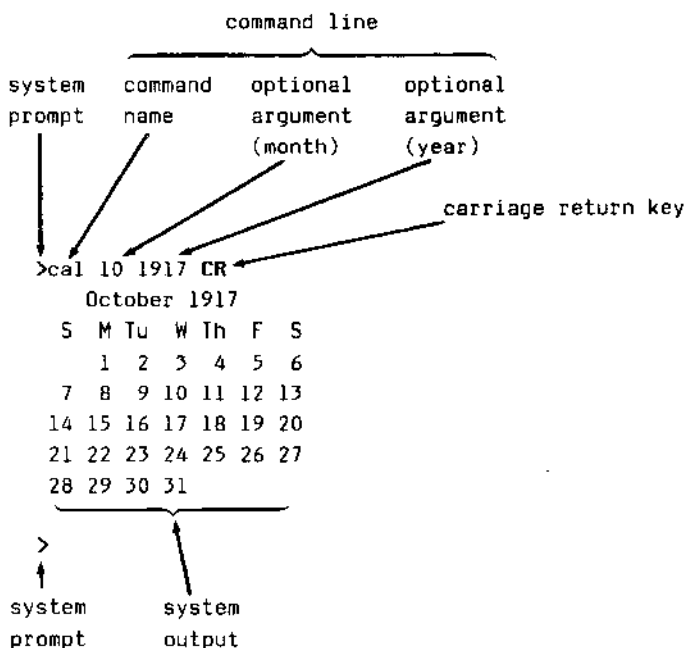 command line
system command optional optional
prompt name argument argument
(month) (year)
carriage return key
>cal 10 1917 CR
October 1917
S M Tu W Th F S
1 2 3 4 5 6
7 8 9 10 11 12 13
14 15 16 17 18 19 20
21 22 23 24 25 26 27
28 29 30 31
>
system system
prompt output